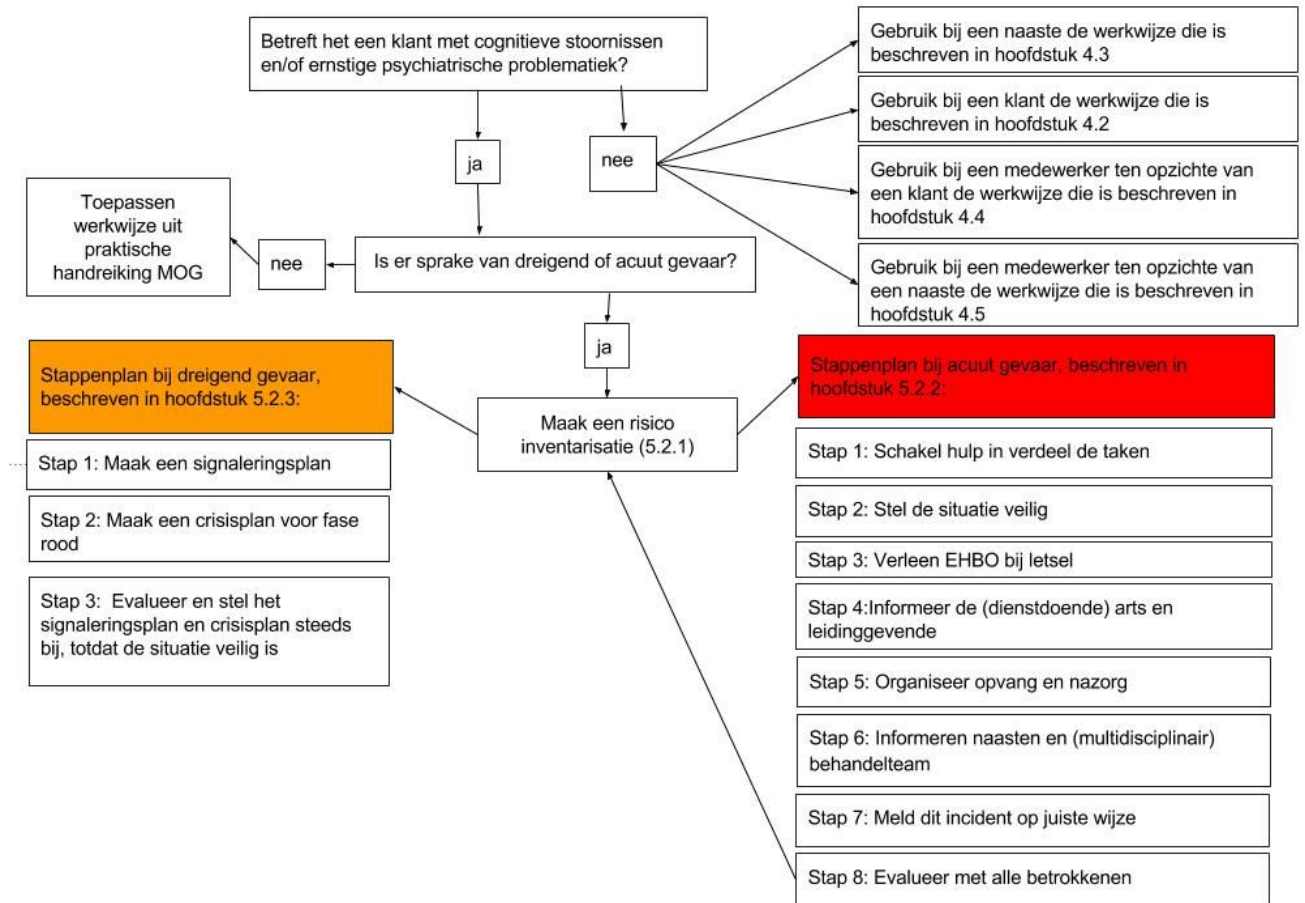 Betreft het een klant met cognitieve stoornissen
en/of ernstige psychiatrische problematiek?
ja
nee
Gebruik bij een naaste de werkwijze die is
beschreven in hoofdstuk 4.3
Gebruik bij een klant de werkwijze die is
beschreven in hoofdstuk 4.2
Gebruik bij een medewerker ten opzichte van
een klant de werkwijze die is beschreven in
hoofdstuk 4.4
Gebruik bij een medewerker ten opzichte van
een naaste de werkwijze die is beschreven in
hoofdstuk 4.5
Is er sprake van dreigend of acuut gevaar?
nee
Toepassen
werkwijze uit
praktische
handreiking MOG
ja
Maak een risico
inventarisatie (5.2.1)
Stappenplan bij dreigend gevaar,
beschreven in hoofdstuk 5.2.3:
Stap 1: Maak een signaleringsplan
Stap 2: Maak een crisisplan voor fase
rood
Stap 3: Evalueer en stel het
signaleringsplan en crisisplan steeds
bij, totdat de situatie veilig is
Stappenplan bij acuut gevaar, beschreven in
hoofdstuk 5.2.2:
Stap 1: Schakel hulp in verdeel de taken
Stap 2: Stel de situatie veilig
Stap 3: Verleen EHBO bij letsel
Stap 4:Informeer de (dienstdoende) arts en
leidinggevende
Stap 5: Organiseer opvang en nazorg
Stap 6: Informeren naasten en (multidisciplinair)
behandelteam
Stap 7: Meld dit incident op juiste wijze
Stap 8: Evalueer met alle betrokkenen